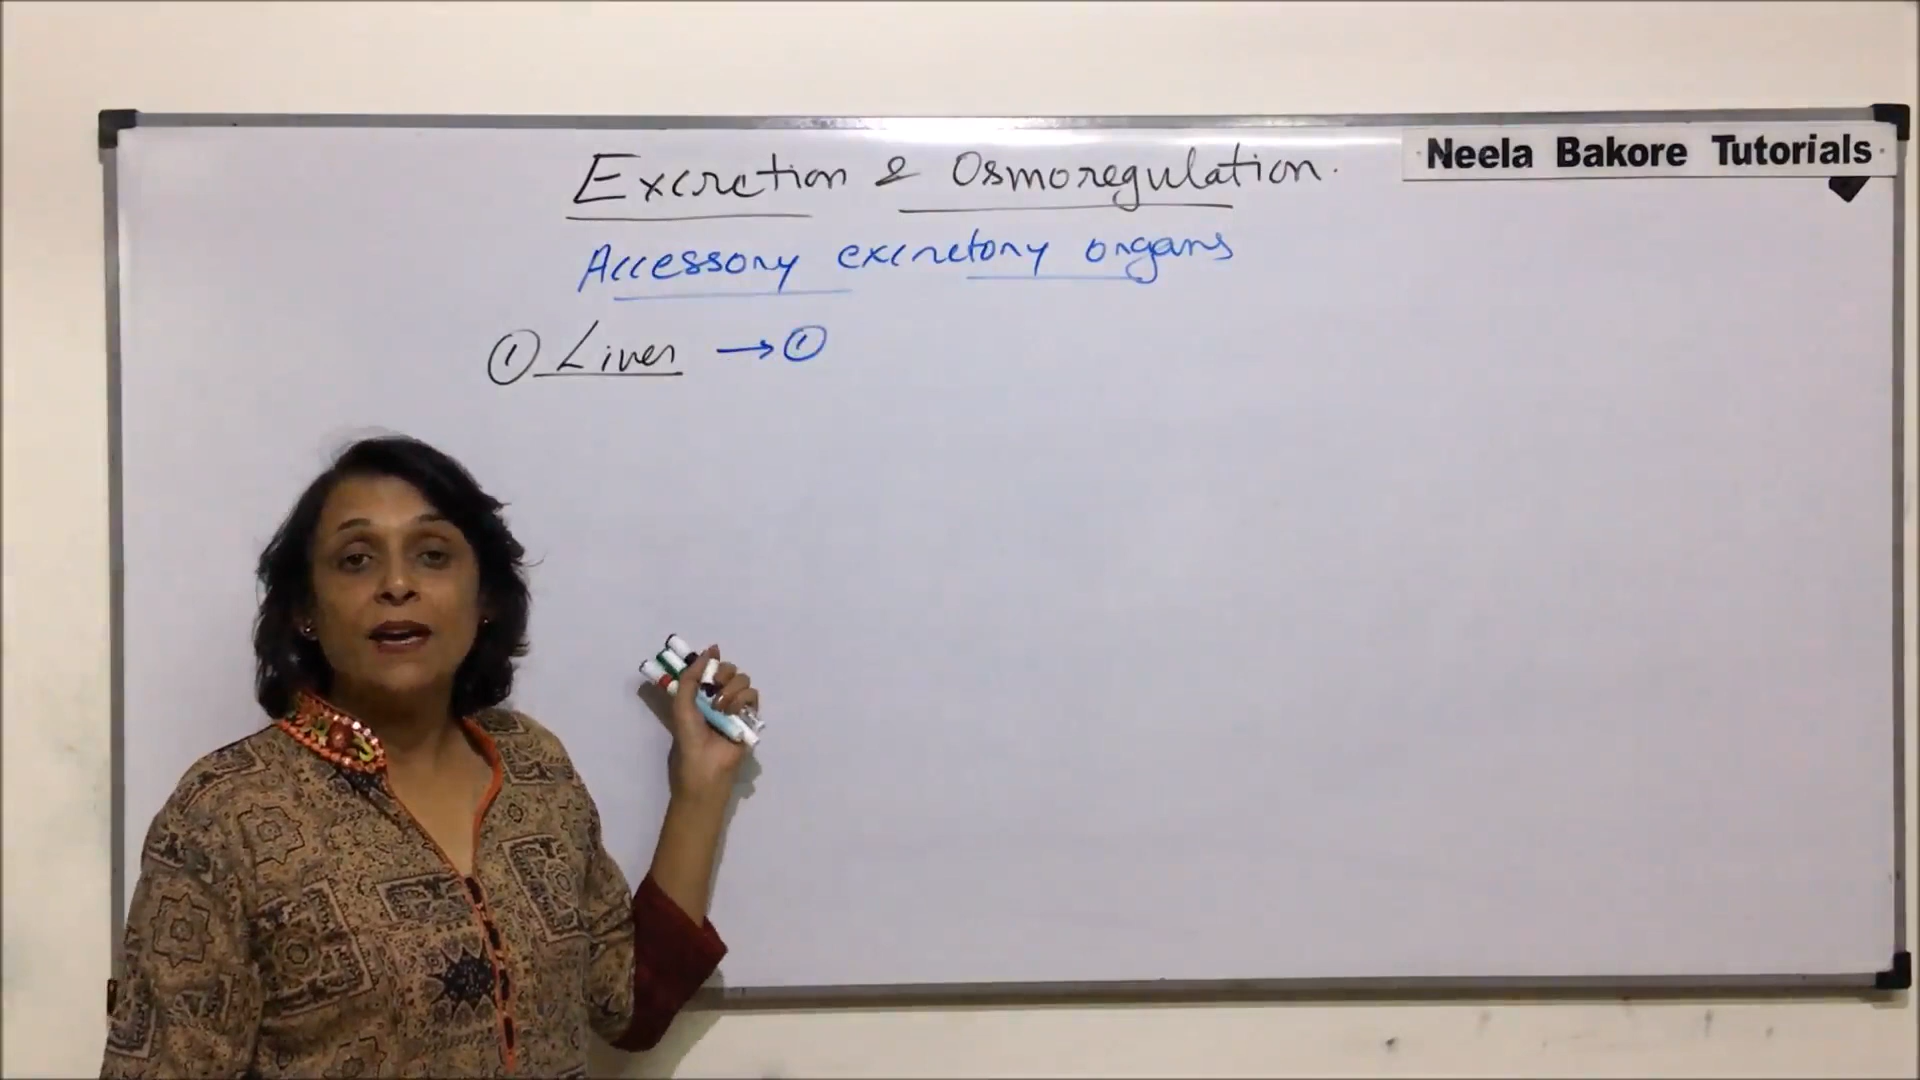 Neela Bakore Tutorials
Excretion & Osmoregulation.
Accessory excretory organs
① Liver → ①